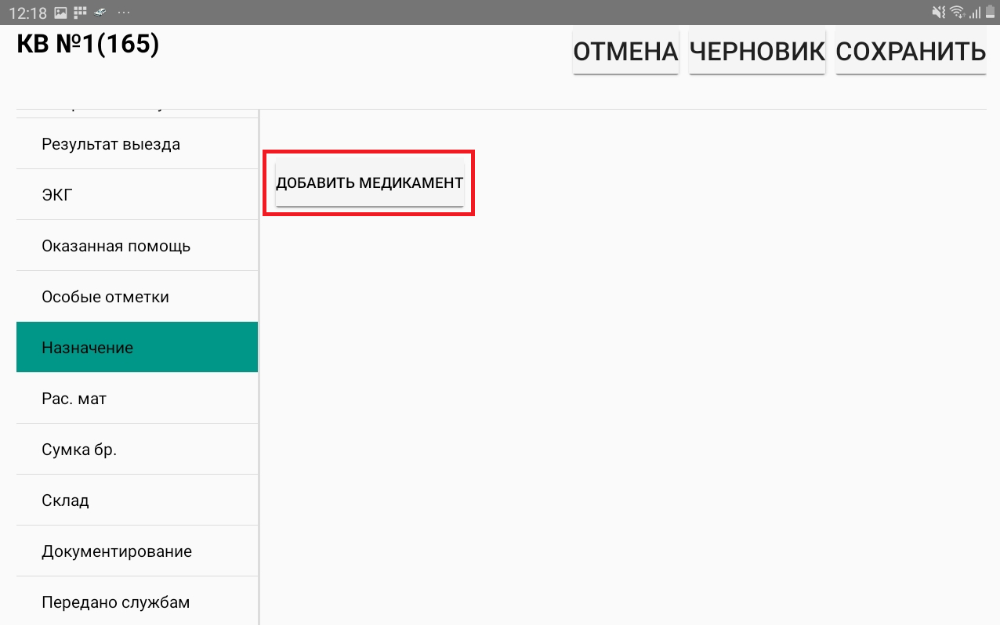 12:18
КВ №1(165)
ОТМЕНА ЧЕРНОВИК СОХРАНИТЬ
Результат выезда
ДОБАВИТЬ МЕДИКАМЕНТ
ЭКГ
Оказанная помощь
Особые отметки
Назначение
Рас. мат
Сумка бр.
Склад
Документирование
Передано службам